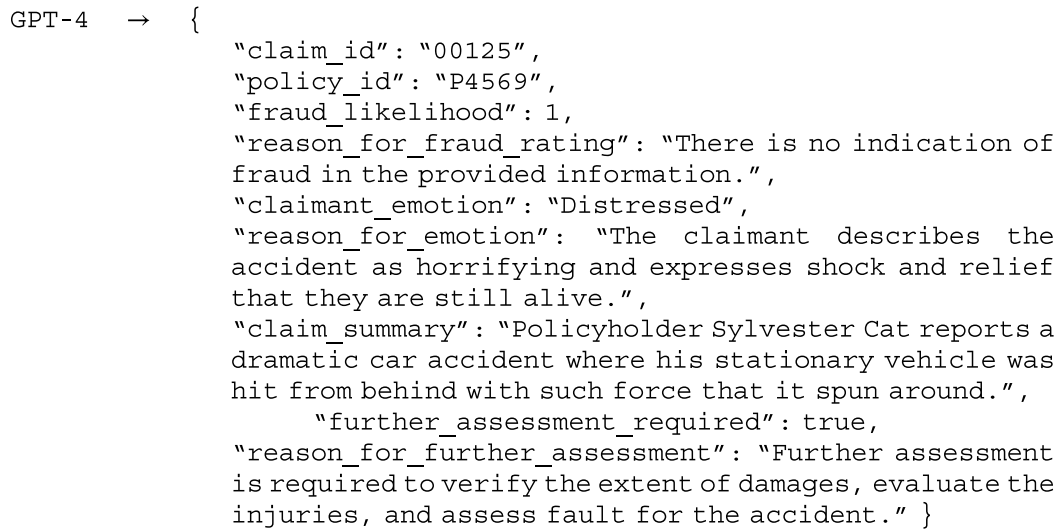 GPT-4 → {
“claim_id”: “00125”,
“policy_id”: “P4569”,
“fraud_likelihood”: 1,
“reason_for_fraud_rating”: “There is no indication of
fraud in the provided information.”,
“claimant_emotion”: “Distressed”,
“reason_for_emotion”: “The claimant describes the
accident as horrifying and expresses shock and relief
that they are still alive.”,
“claim_summary”: “Policyholder Sylvester Cat reports a
dramatic car accident where his stationary vehicle was
hit from behind with such force that it spun around.”,
“further_assessment_required”: true,
“reason_for_further_assessment”: “Further assessment
is required to verify the extent of damages, evaluate the
injuries, and assess fault for the accident.” }